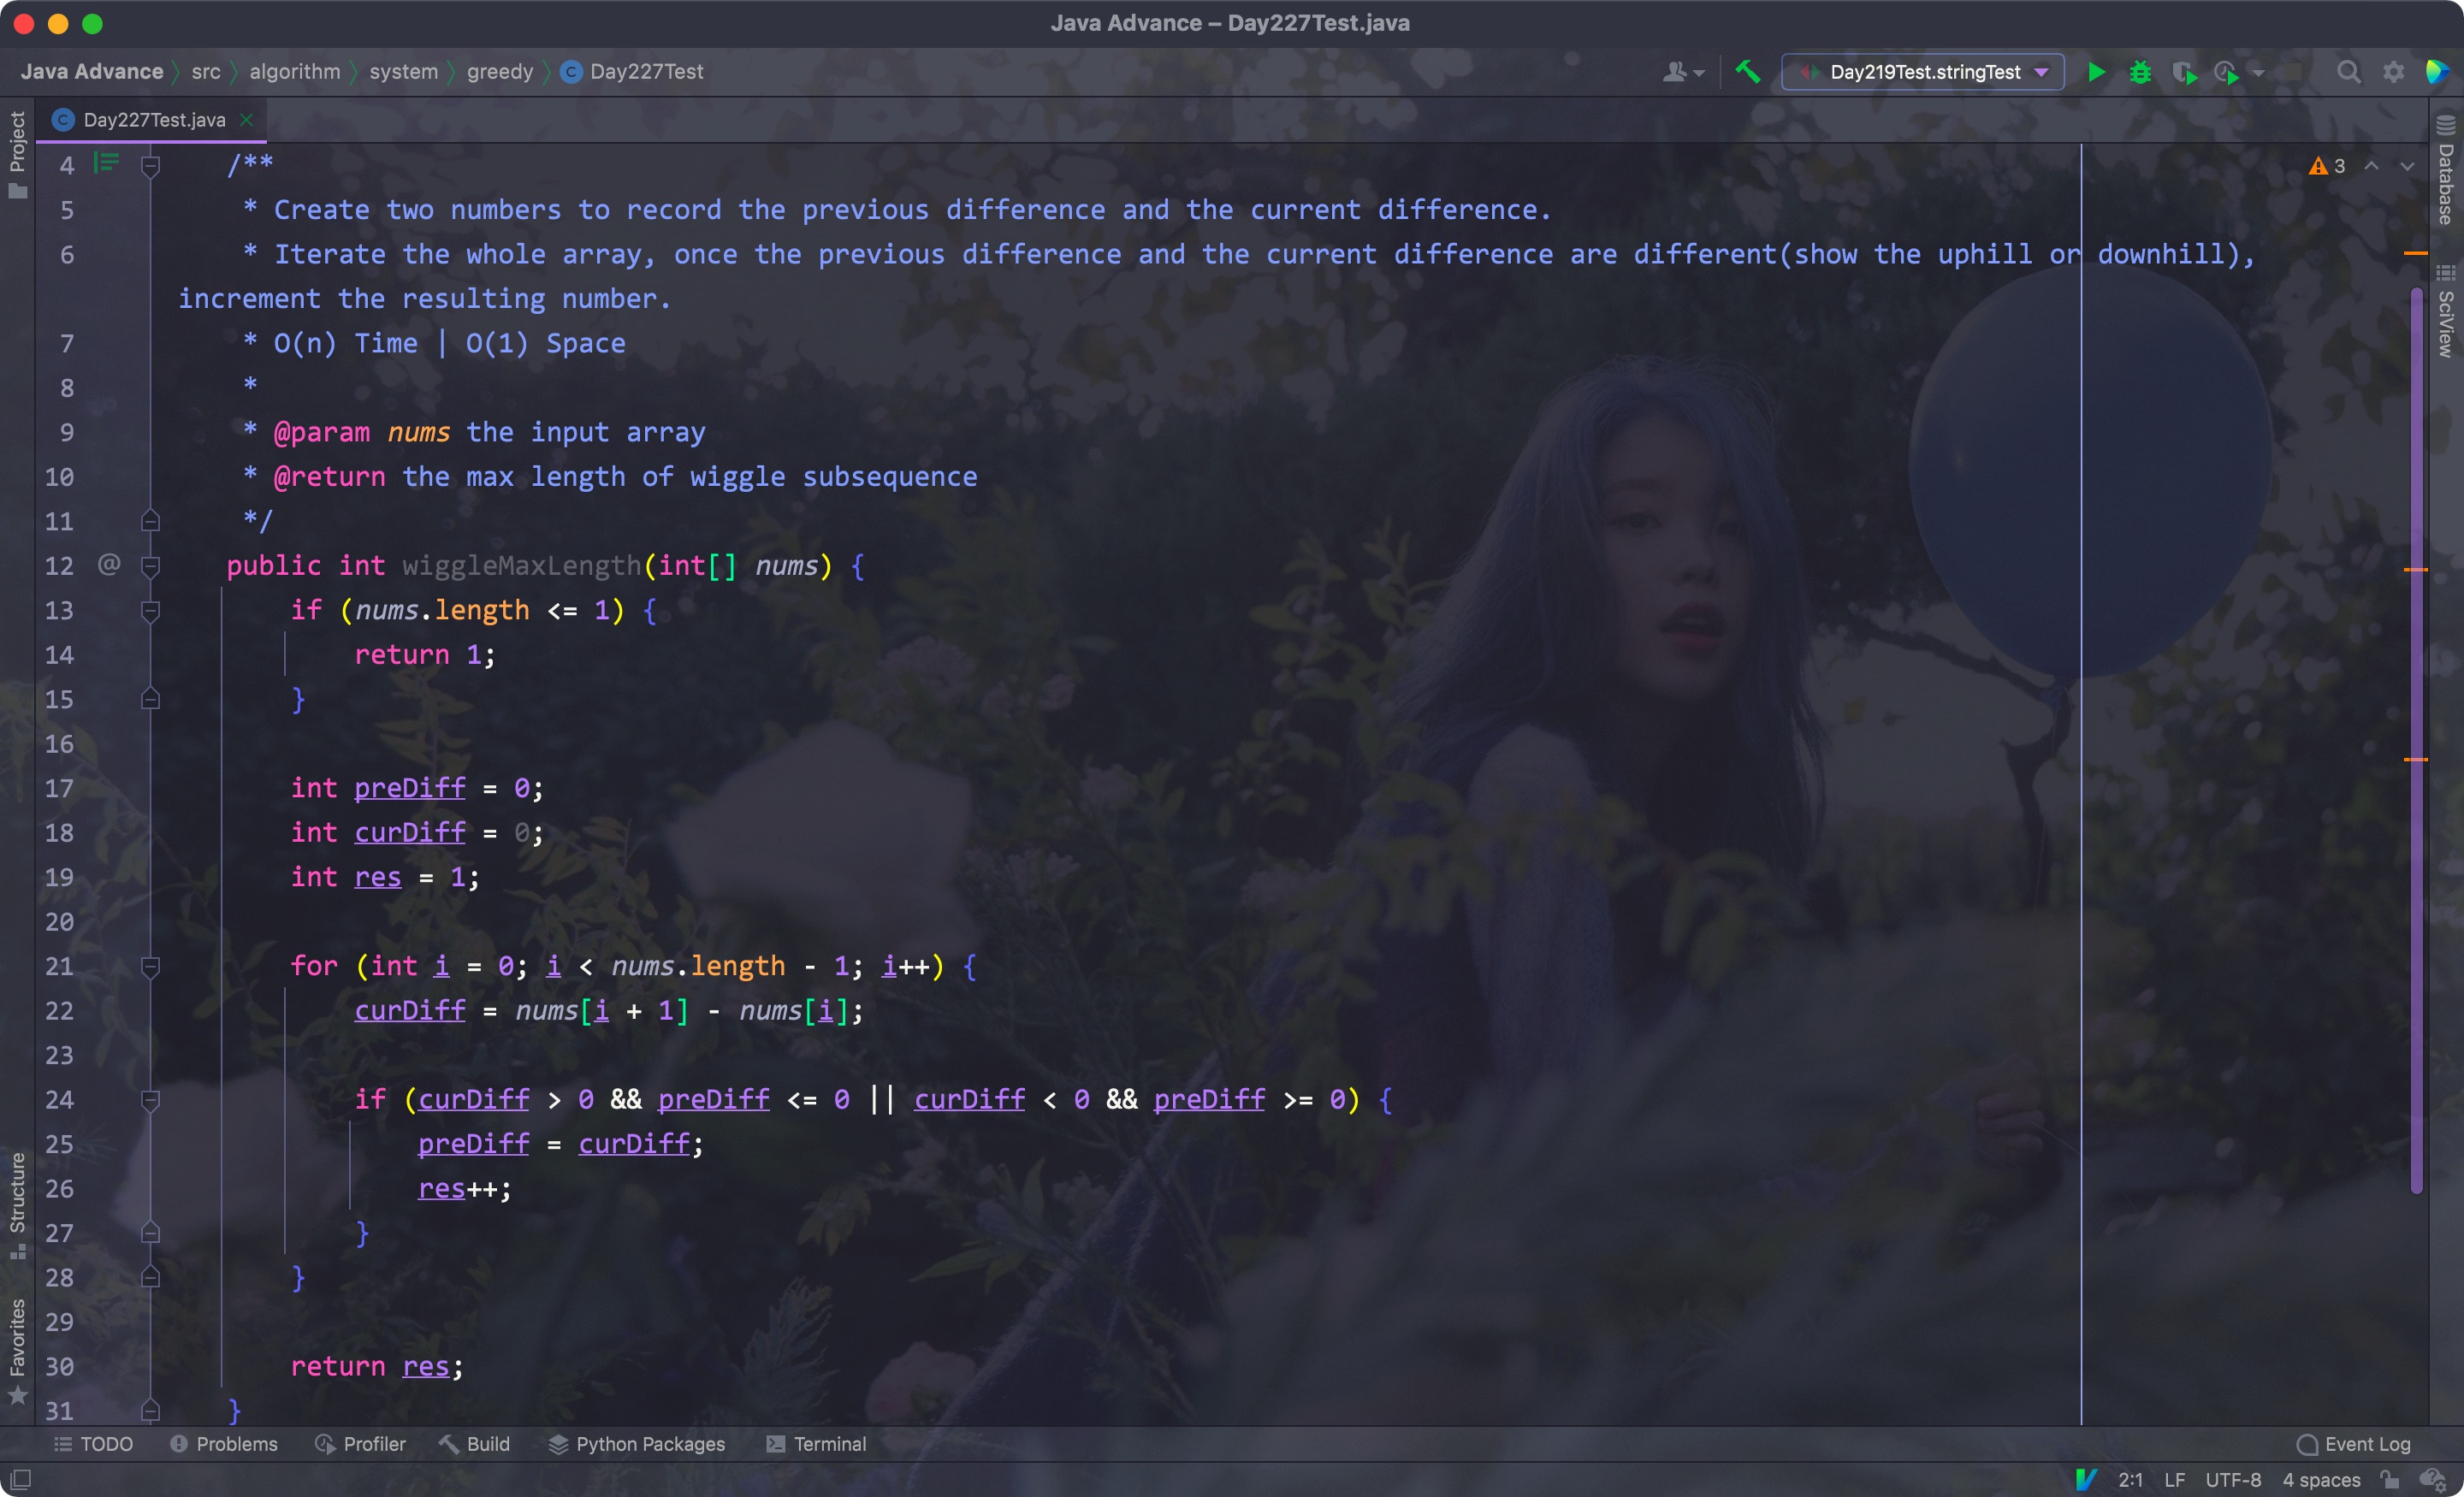 Java Advance – Day227Test.java
Java Advance src algorithm system greedy Day227Test
Day219Test.stringTest
Project
Day227Test.java
3
Database
SciView
4 /**
5 * Create two numbers to record the previous difference and the current difference.
6 * Iterate the whole array, once the previous difference and the current difference are different(show the uphill or downhill),
increment the resulting number.
7 * O(n) Time | O(1) Space
8 *
9 * @param nums the input array
10 * @return the max length of wiggle subsequence
11 */
12 @ public int wiggleMaxLength(int[] nums) {
13 if (nums.length <= 1) {
14 return 1;
15 }
16
17 int preDiff = 0;
18 int curDiff = 0;
19 int res = 1;
20
21 for (int i = 0; i < nums.length - 1; i++) {
22 curDiff = nums[i + 1] - nums[i];
23
24 if (curDiff > 0 && preDiff <= 0 || curDiff < 0 && preDiff >= 0) {
25 preDiff = curDiff;
26 res++;
27 }
28 }
29
30 return res;
31 }
Structure
Favorites
TODO Problems Profiler Build Python Packages Terminal Event Log
2:1 LF UTF-8 4 spaces